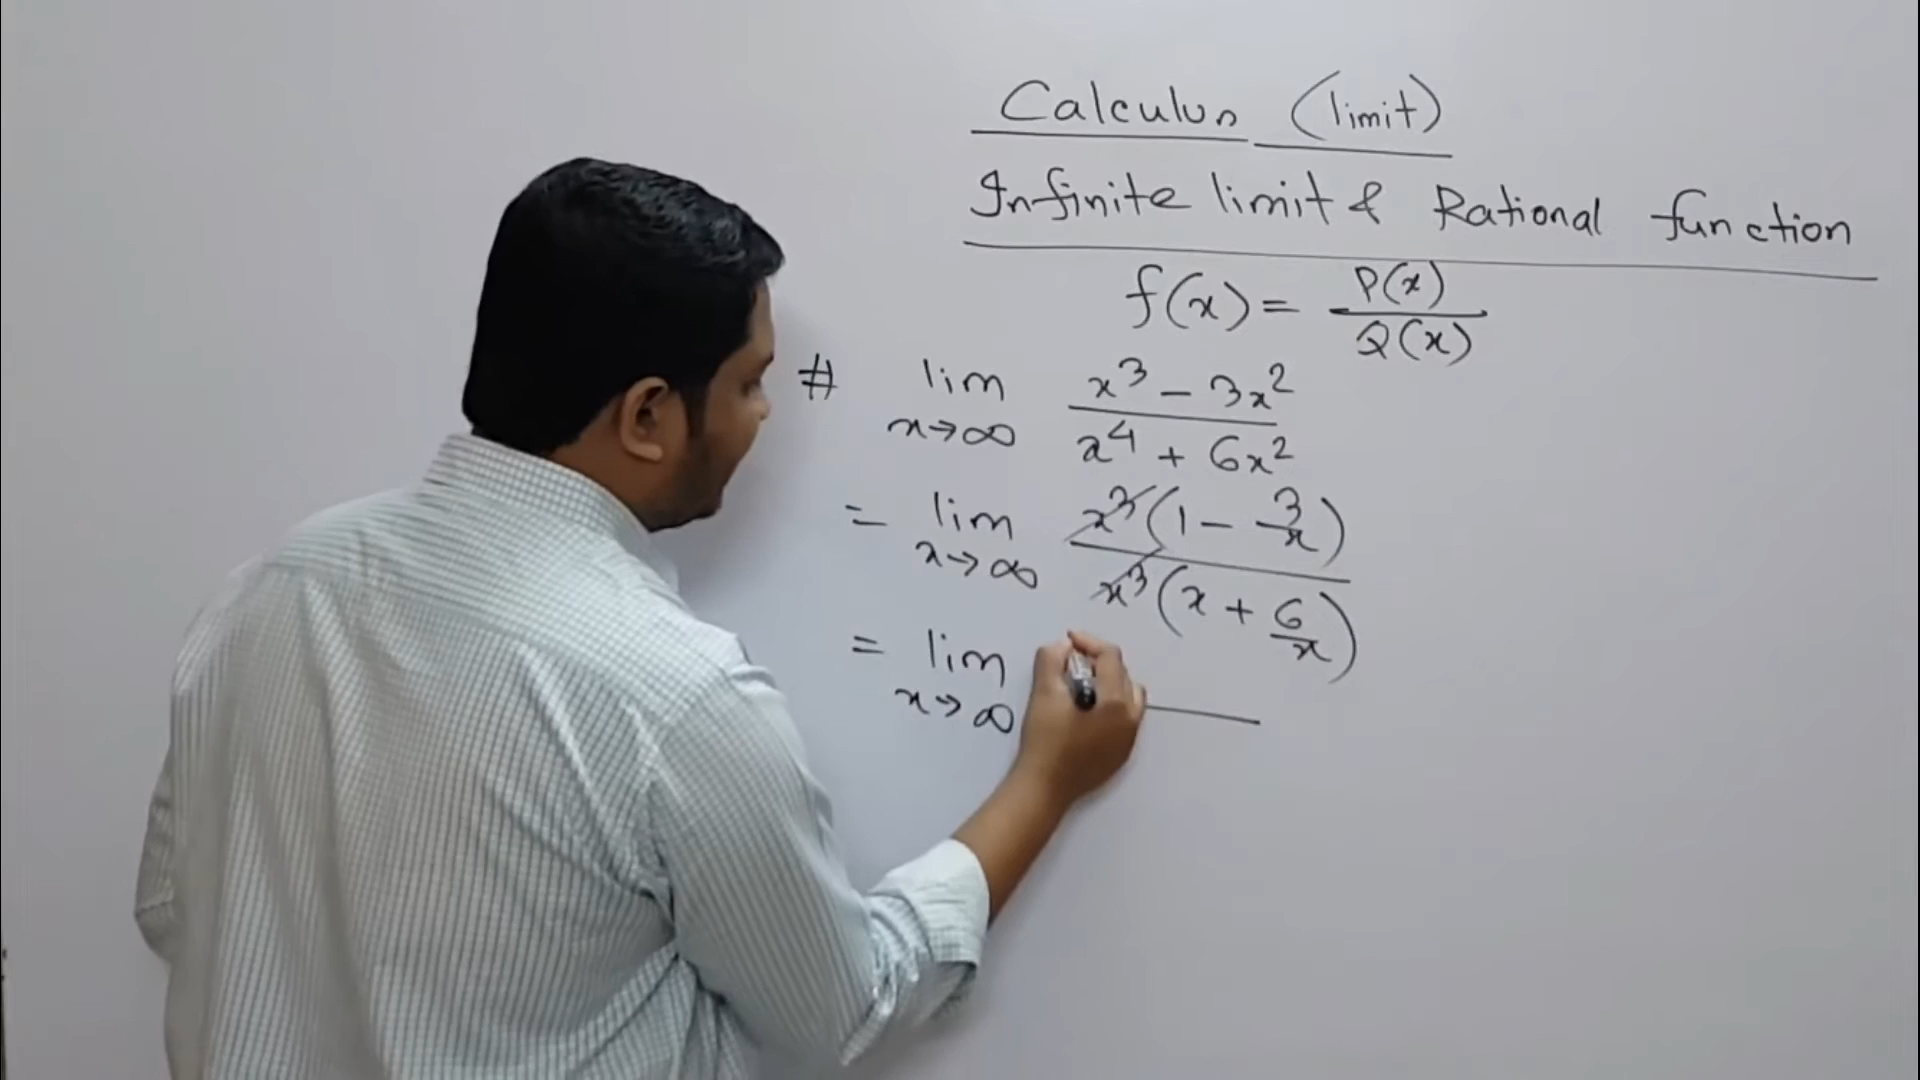 Calculus (limit)
Infinite limit & Rational function
f(x) = P(x)/Q(x)
# lim x→∞ (x³ - 3x²)/(x⁴ + 6x²)
= lim x→∞ x³(1 - 3/x)/x³(x + 6/x)
= lim x→∞